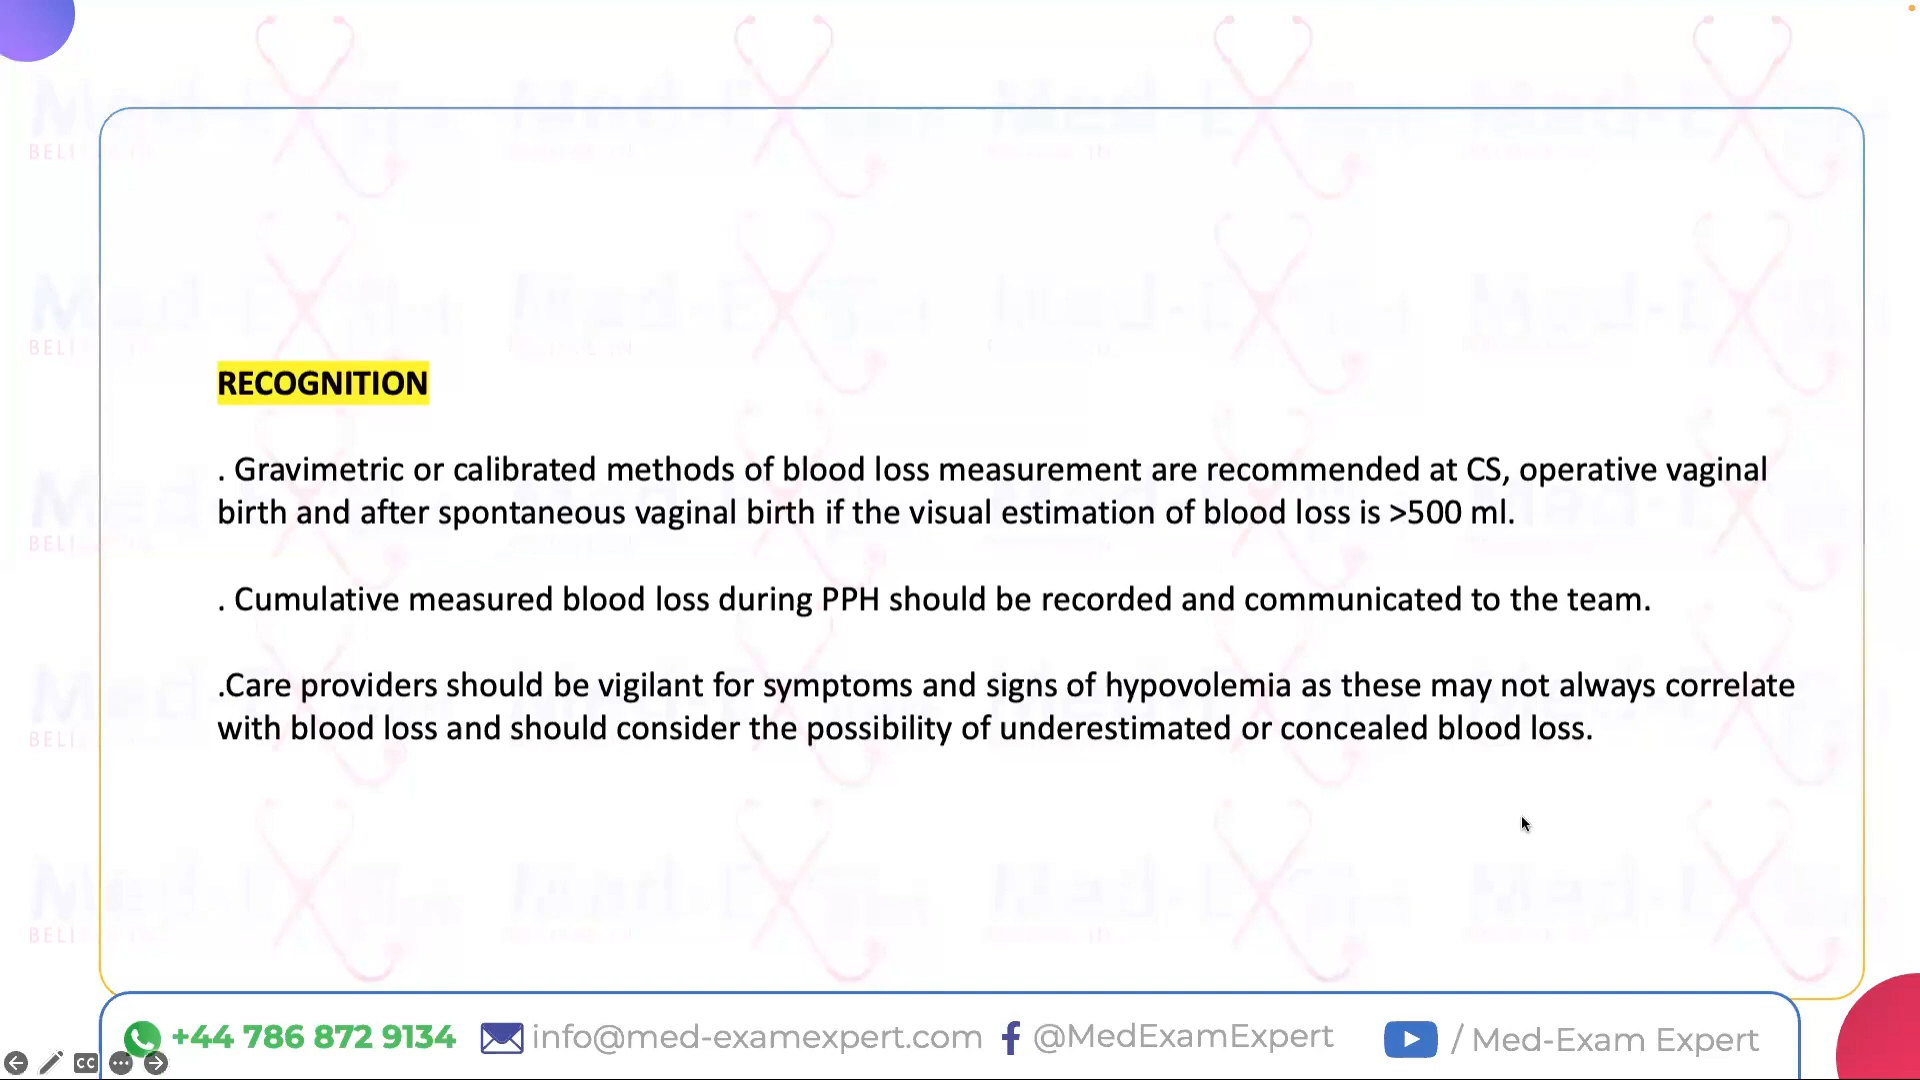 RECOGNITION
. Gravimetric or calibrated methods of blood loss measurement are recommended at CS, operative vaginal
birth and after spontaneous vaginal birth if the visual estimation of blood loss is >500 ml.
. Cumulative measured blood loss during PPH should be recorded and communicated to the team.
.Care providers should be vigilant for symptoms and signs of hypovolemia as these may not always correlate
with blood loss and should consider the possibility of underestimated or concealed blood loss.
+44 786 872 9134 info@med-examexpert.com @MedExamExpert / Med-Exam Expert
CC